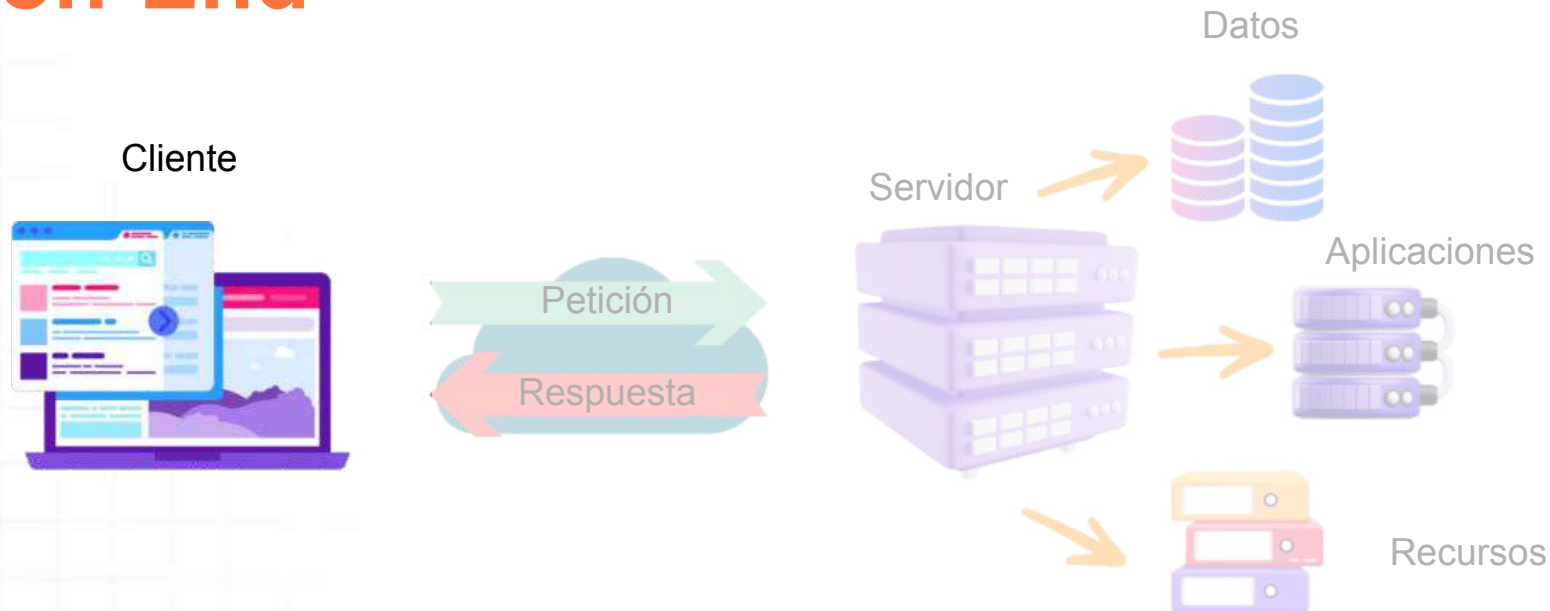 Datos
Cliente
Servidor
Aplicaciones
Petición
Respuesta
Recursos